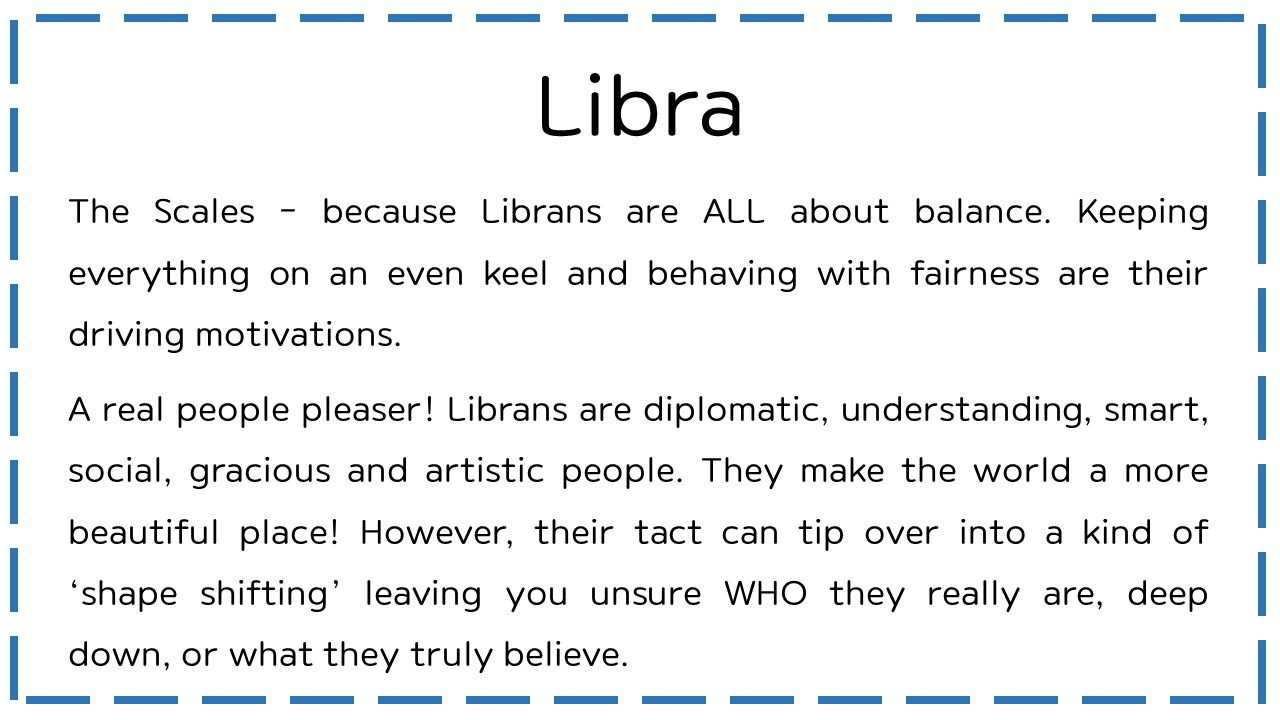 Libra
The Scales – because Librans are ALL about balance. Keeping
everything on an even keel and behaving with fairness are their
driving motivations.
A real people pleaser! Librans are diplomatic, understanding, smart,
social, gracious and artistic people. They make the world a more
beautiful place! However, their tact can tip over into a kind of
‘shape shifting’ leaving you unsure WHO they really are, deep
down, or what they truly believe.